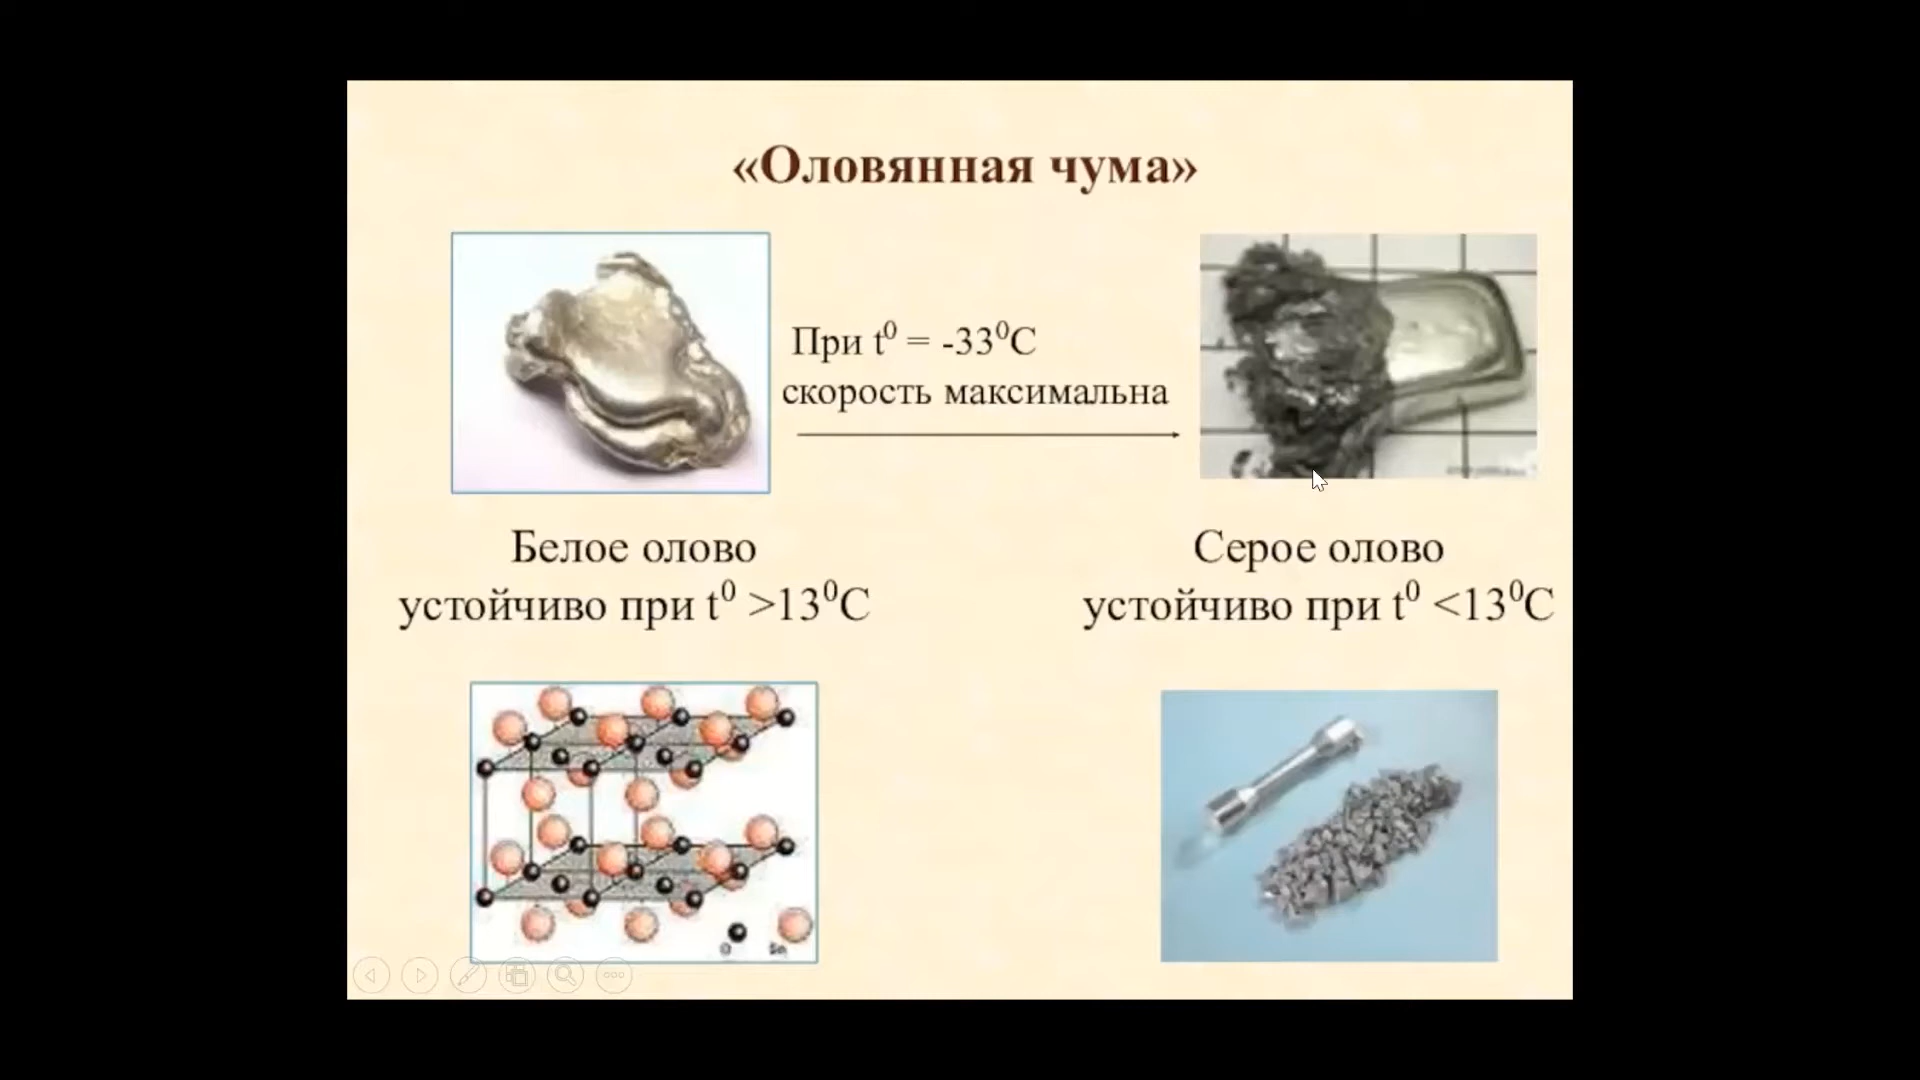 «Оловянная чума»
При t⁰ = -33⁰С
скорость максимальна
Белое олово
устойчиво при t⁰ >13⁰С
Серое олово
устойчиво при t⁰ <13⁰С
O Sn